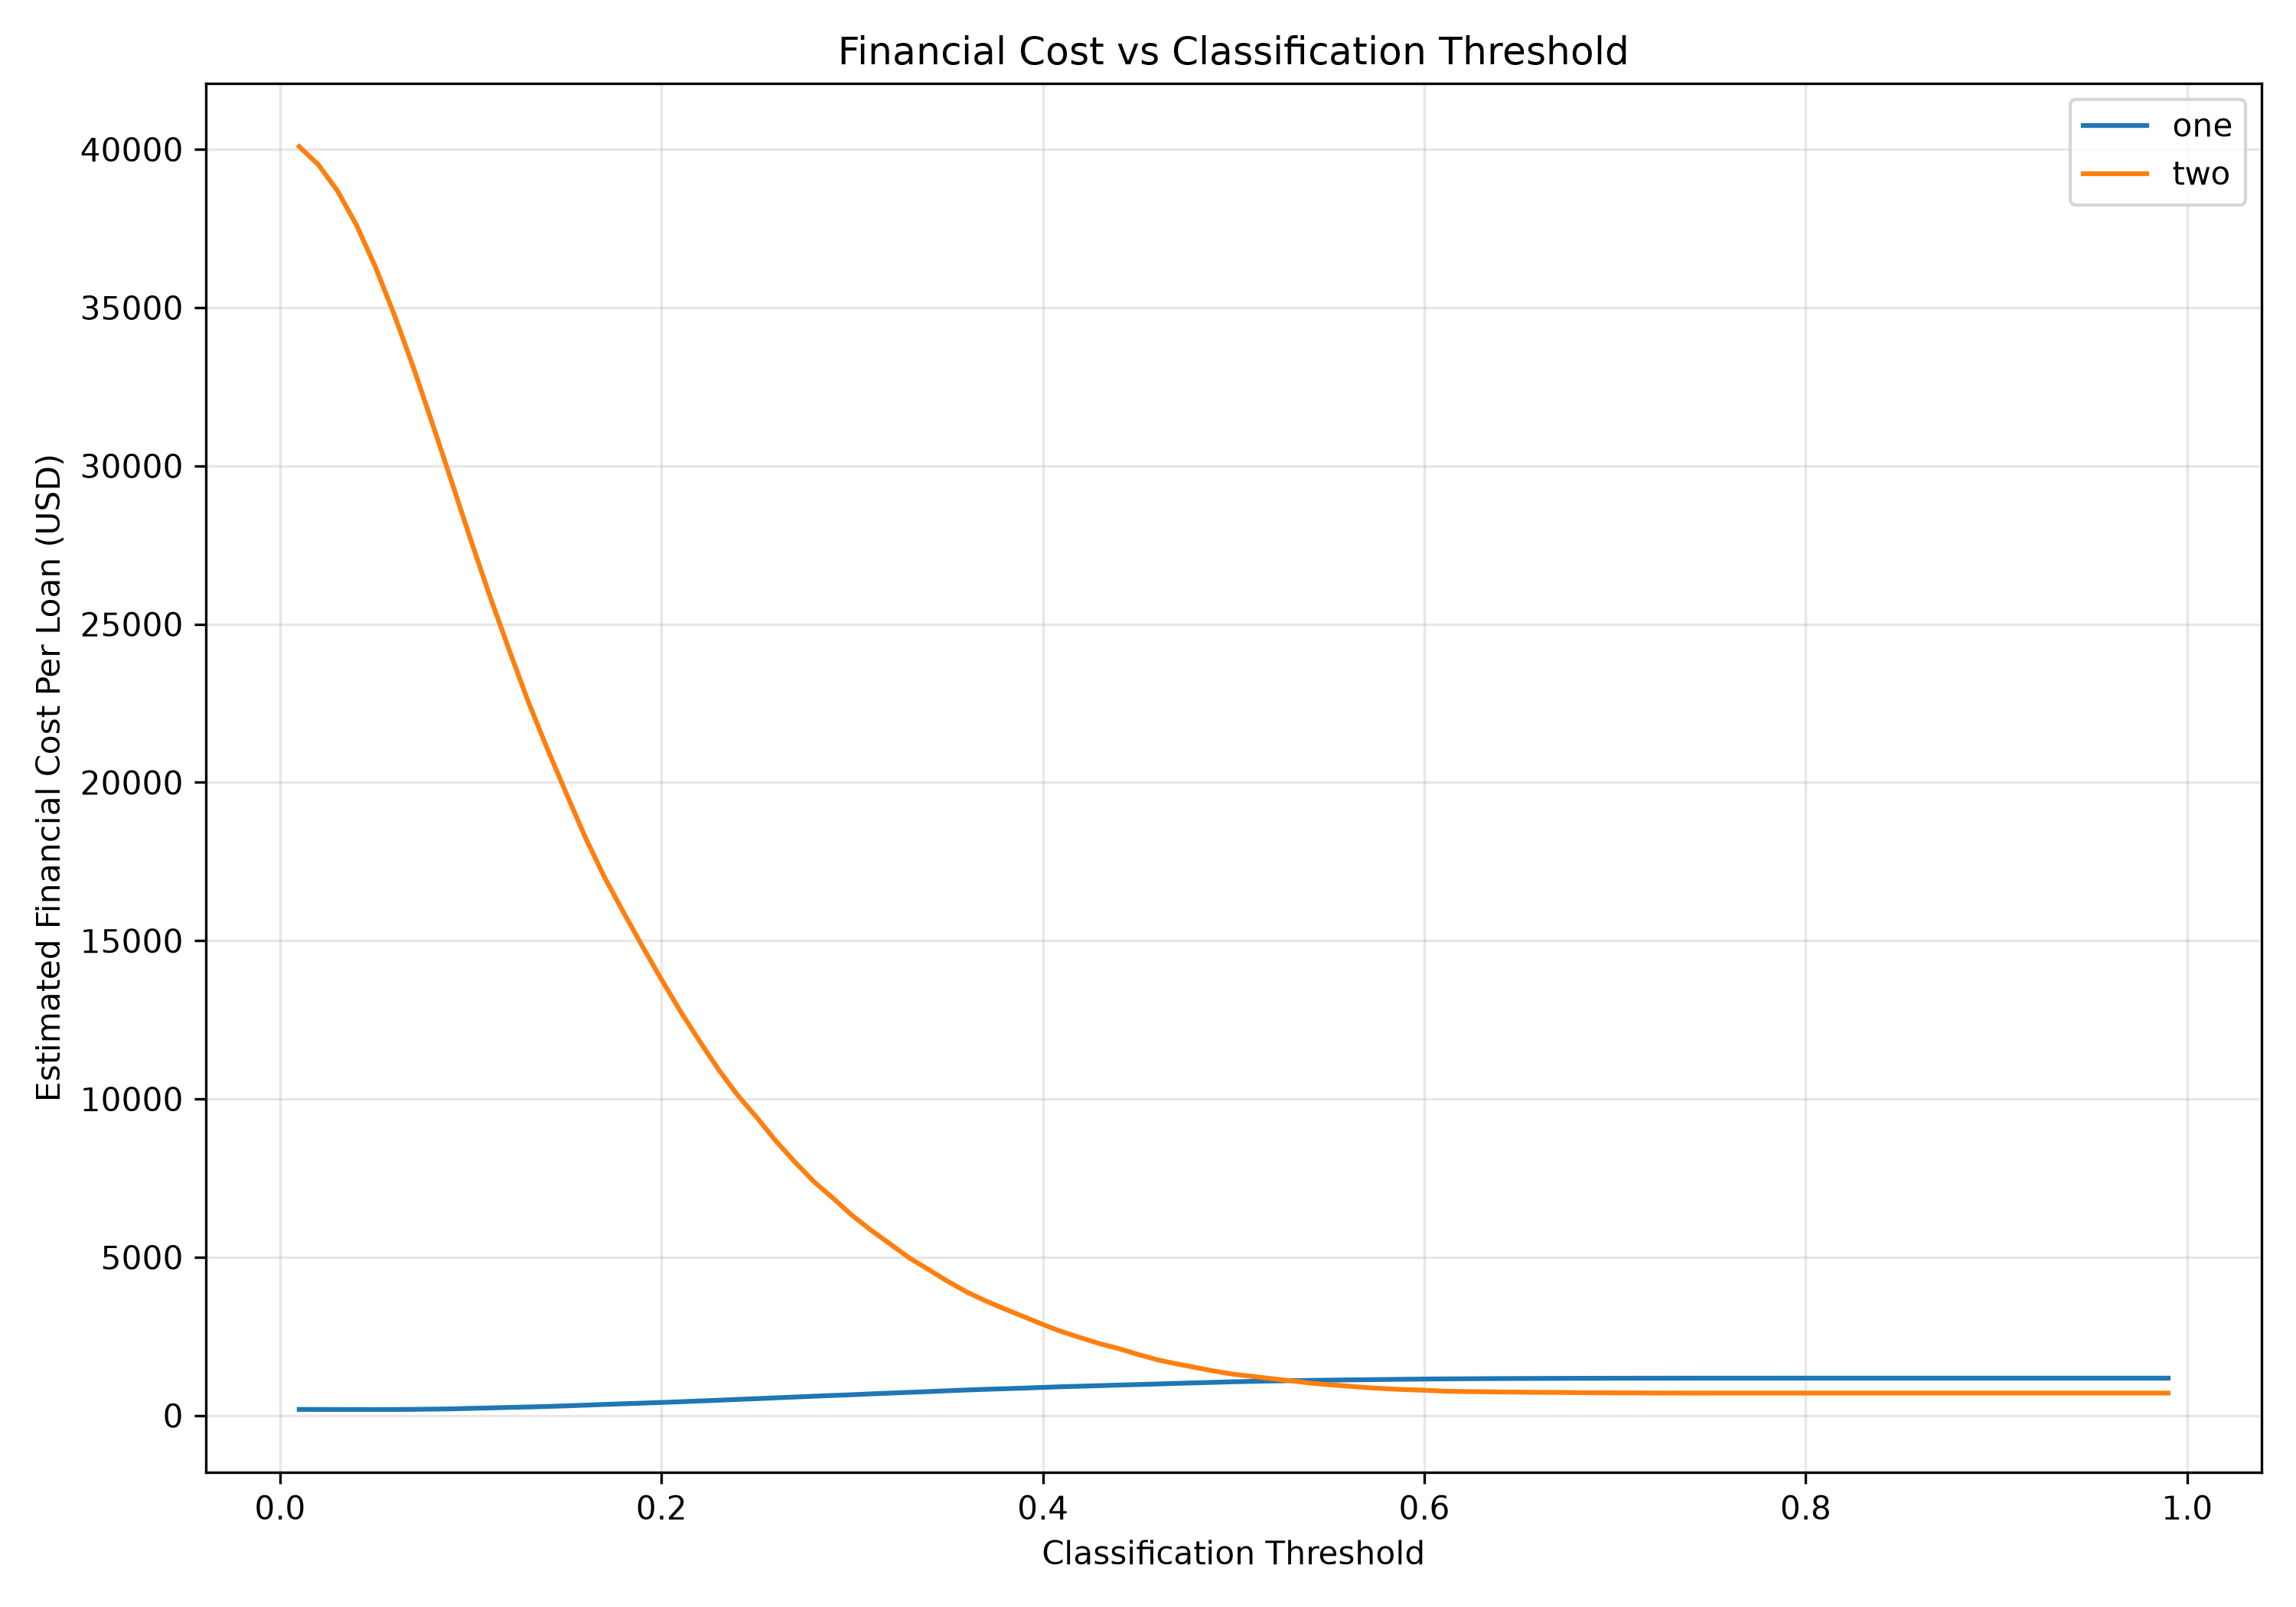 Financial Cost vs Classification Threshold
one
two
Estimated Financial Cost Per Loan (USD)
40000
35000
30000
25000
20000
15000
10000
5000
0
0.0 0.2 0.4 0.6 0.8 1.0
Classification Threshold